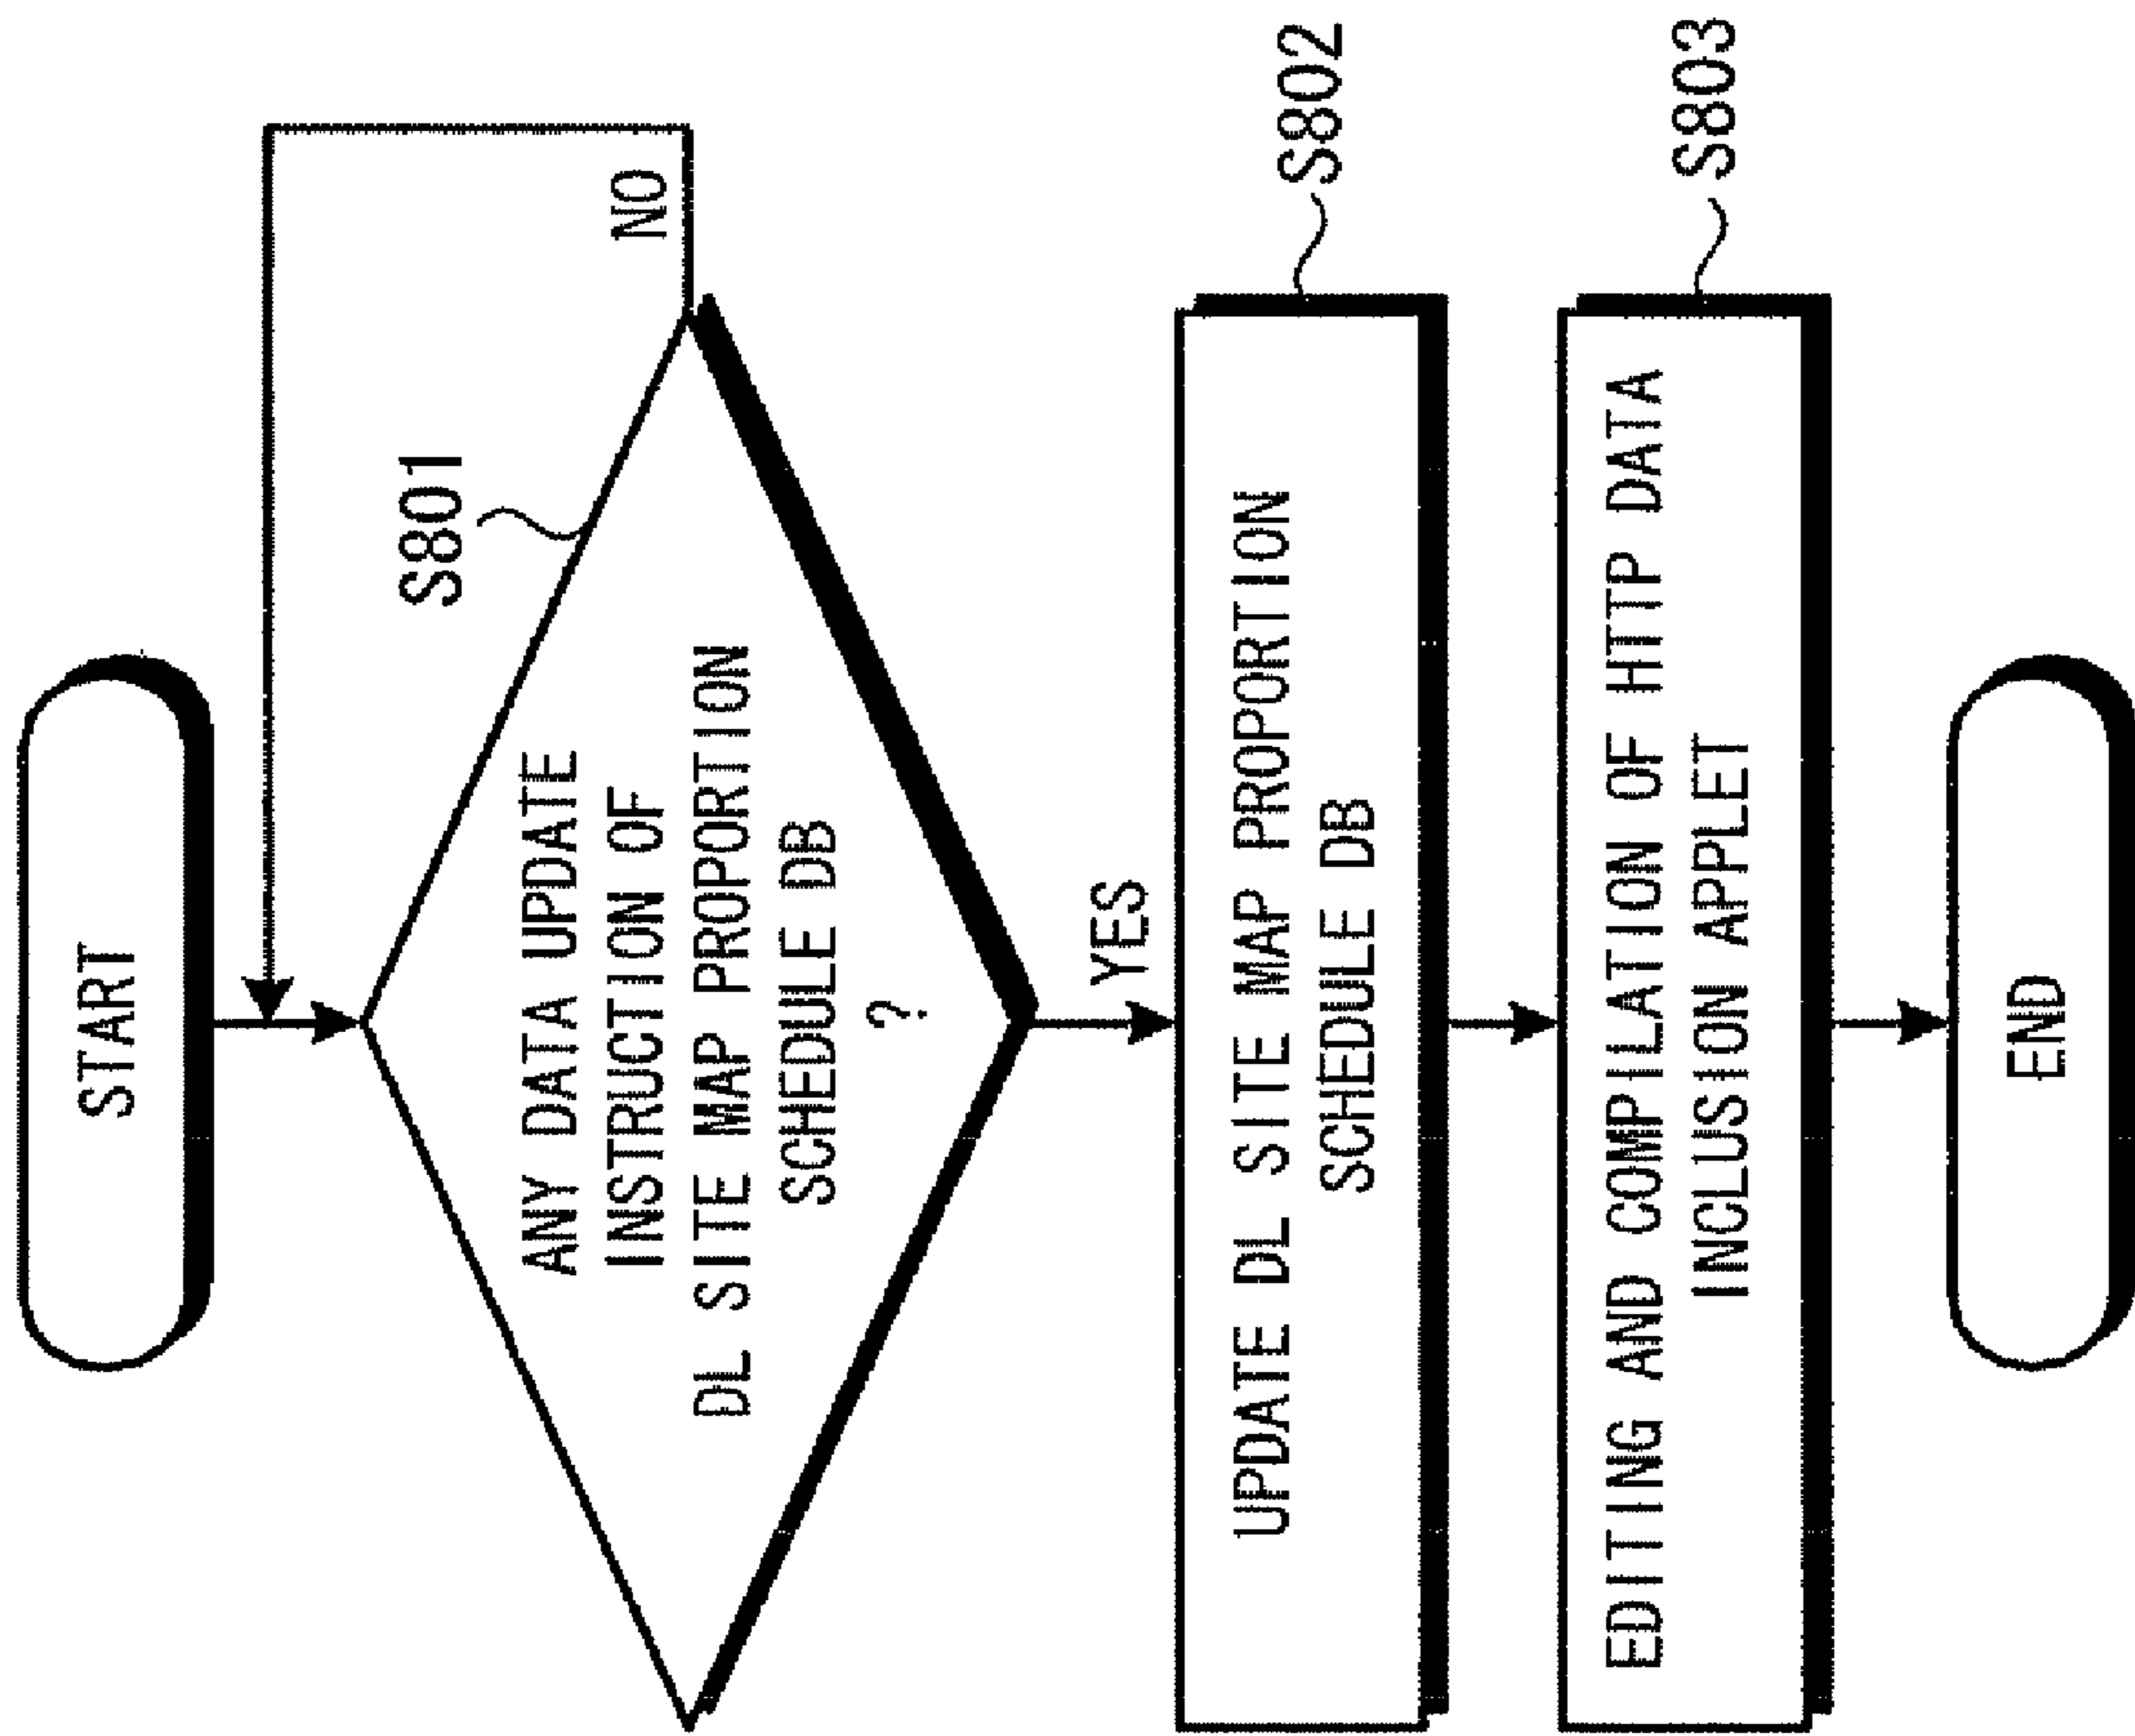 START
NO
S801
ANY DATA UPDATE
INSTRUCTION OF
DL SITE MAP PROPORTION
SCHEDULE DB
?
YES
UPDATE DL SITE MAP PROPORTION
SCHEDULE DB
S802
EDITING AND COMPILATION OF HTTP DATA
INCLUSION APPLET
S803
END